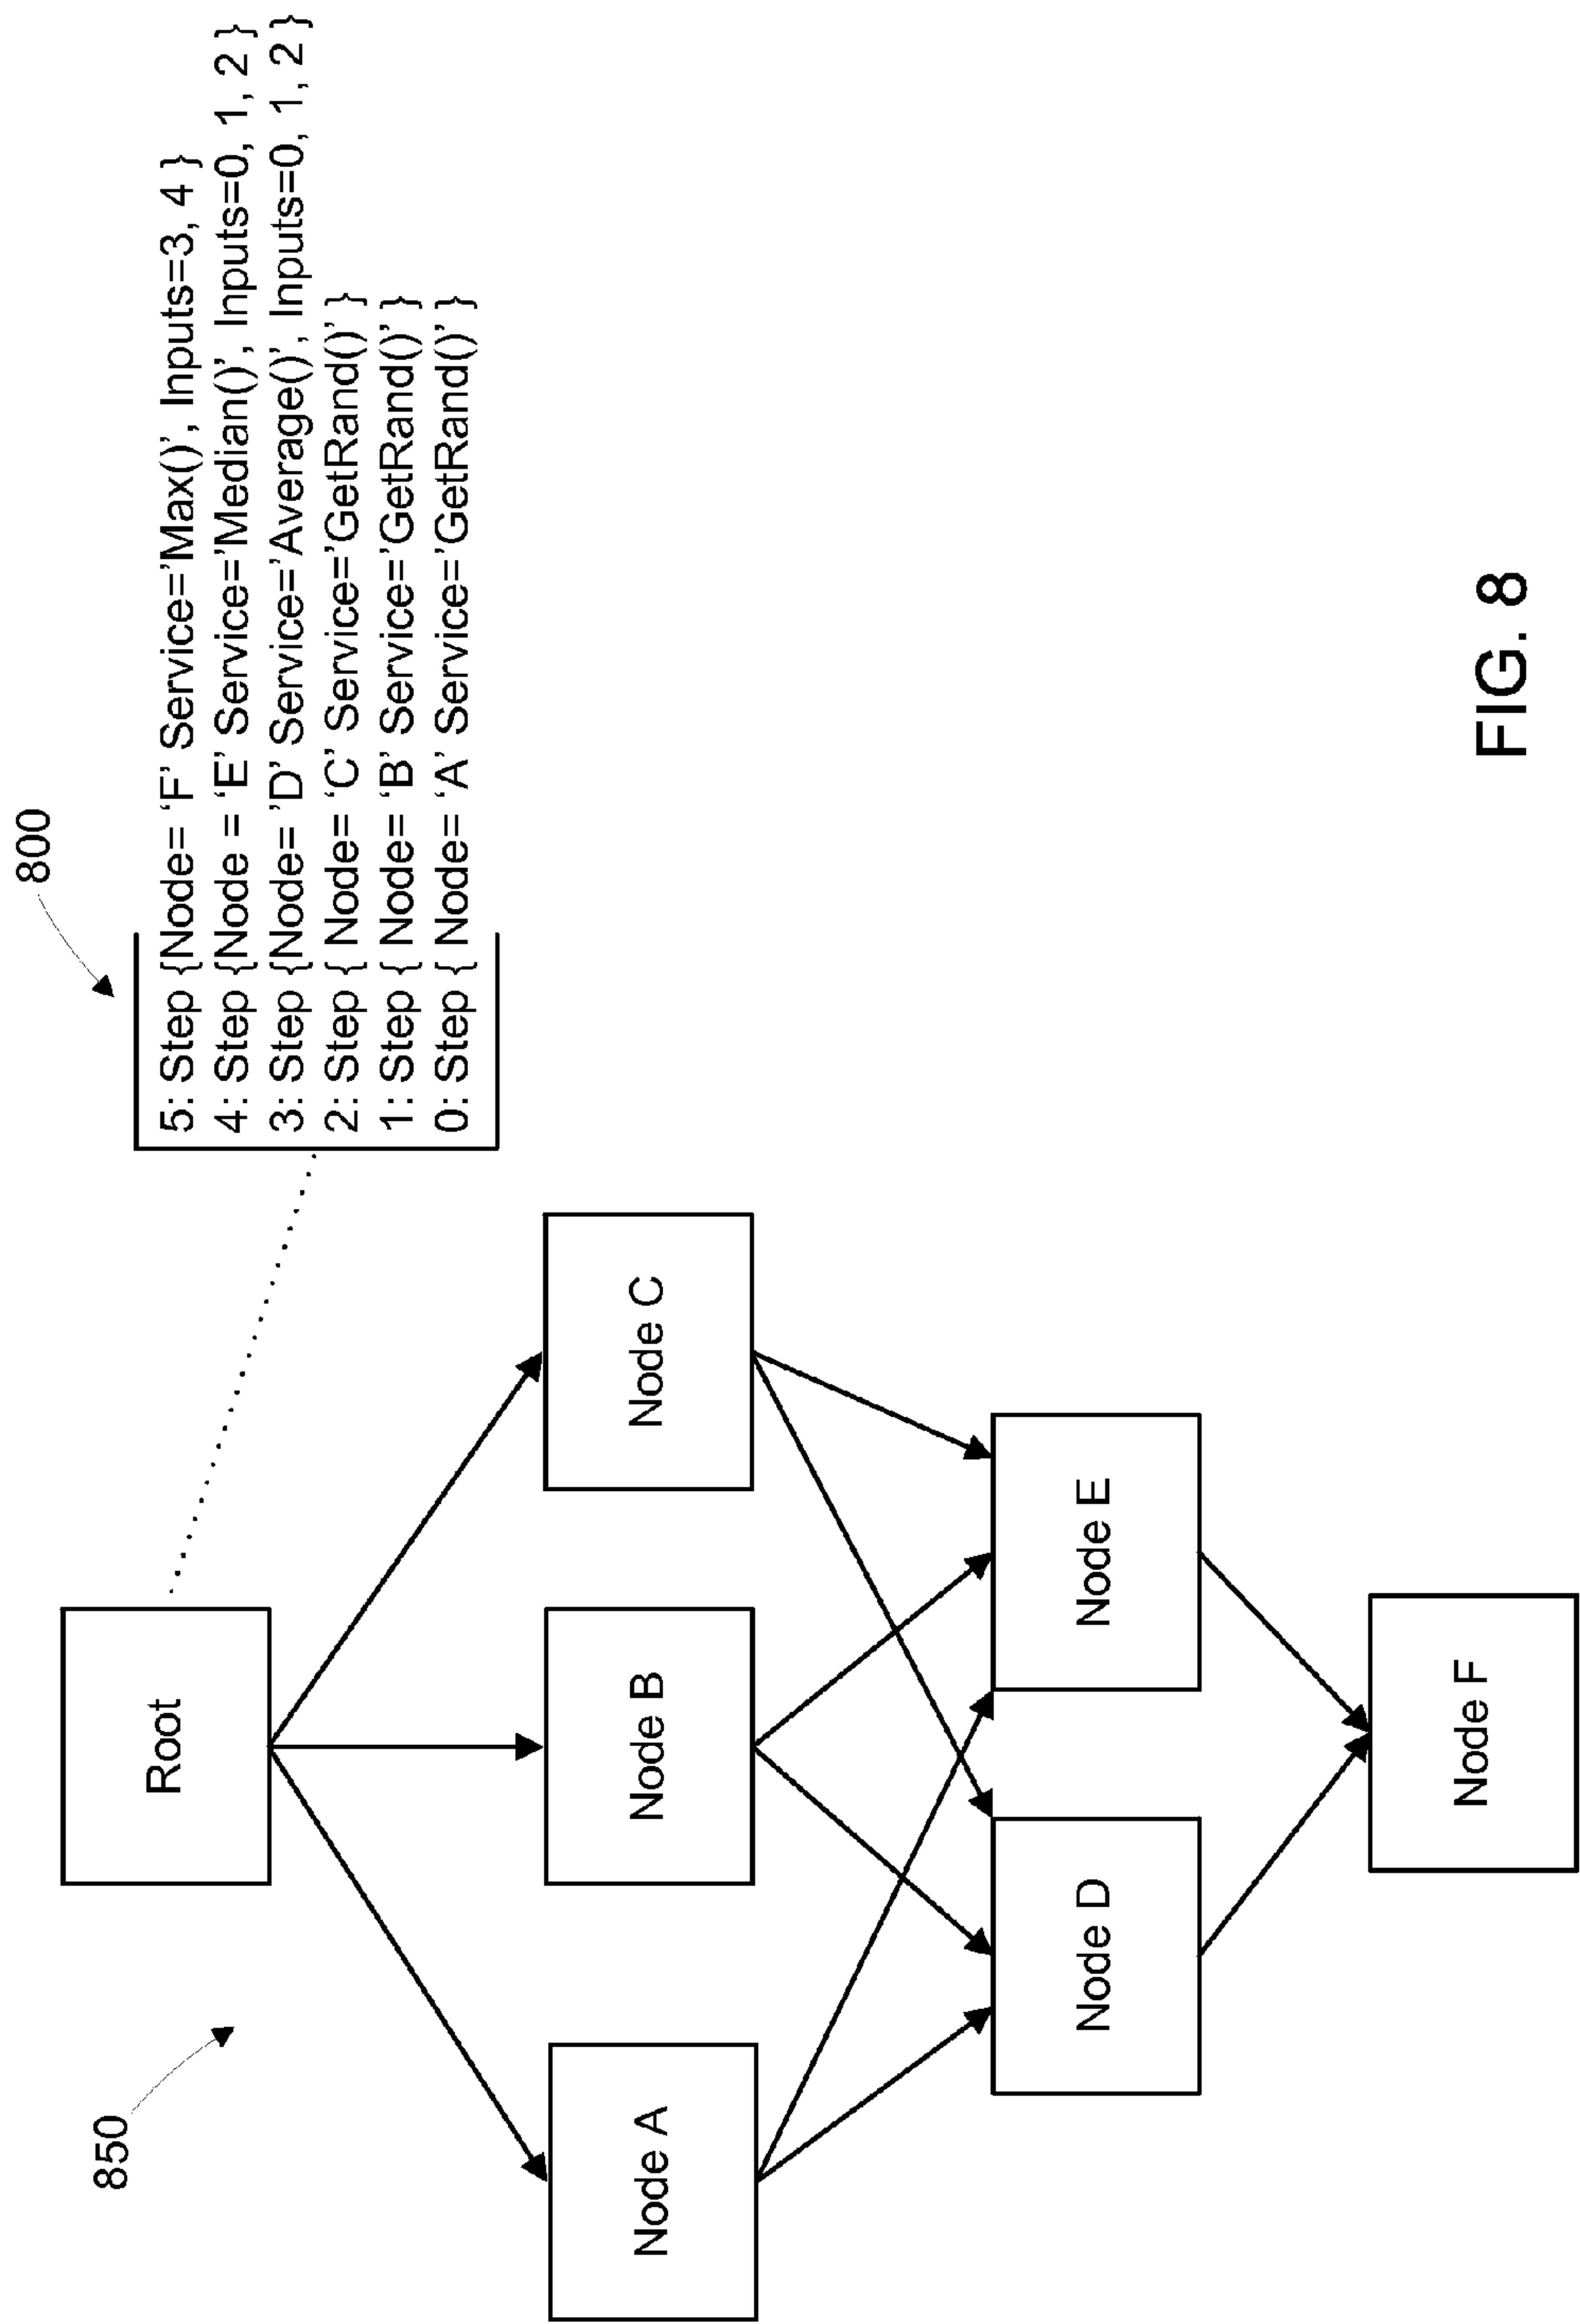 800
5: Step {Node= ‘F’ Service=’Max()’, Inputs=3, 4 }
4: Step {Node = ‘E’ Service=’Median()’, Inputs=0, 1, 2 }
3: Step {Node= ’D’ Service=’Average()’, Inputs=0, 1, 2 }
2: Step { Node= ‘C’ Service=’GetRand()’ }
1: Step { Node= ‘B’ Service=’GetRand()’ }
0: Step { Node= ‘A’ Service=’GetRand()’ }
850
Root
Node A
Node B
Node C
Node D
Node E
Node F
FIG. 8